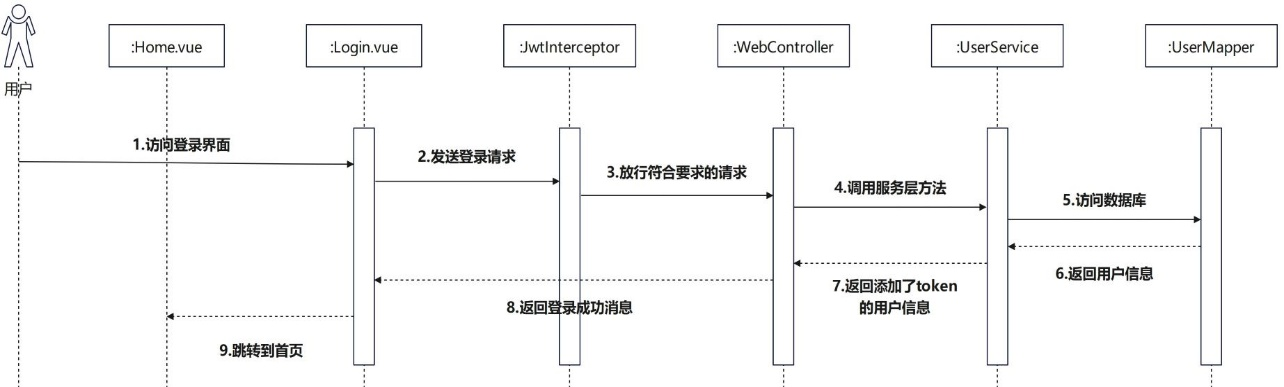 :Home.vue
:Login.vue
:JwtInterceptor
:WebController
:UserService
:UserMapper
用户
1.访问登录界面
2.发送登录请求
3.放行符合要求的请求
4.调用服务层方法
5.访问数据库
6.返回用户信息
7.返回添加了token
的用户信息
8.返回登录成功消息
9.跳转到首页